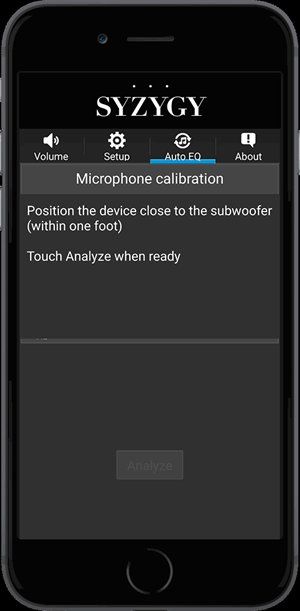 SYZYGY
Volume Setup Auto EQ About
Microphone calibration
Position the device close to the subwoofer
(within one foot)
Touch Analyze when ready
Analyze